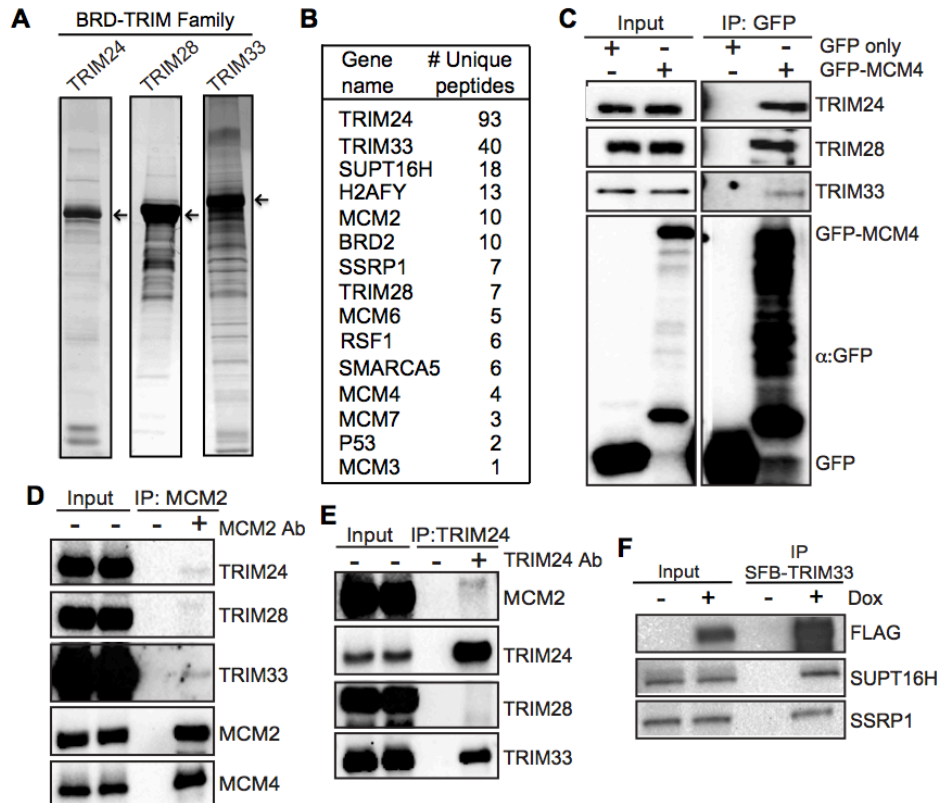 A
BRD-TRIM Family
TRIM24
TRIM28
TRIM33
B
Gene name # Unique peptides
TRIM24 93
TRIM33 40
SUPT16H 18
H2AFY 13
MCM2 10
BRD2 10
SSRP1 7
TRIM28 7
MCM6 5
RSF1 6
SMARCA5 6
MCM4 4
MCM7 3
P53 2
MCM3 1
C
Input IP: GFP
+ - + - GFP only
- + - + GFP-MCM4
TRIM24
TRIM28
TRIM33
GFP-MCM4
α:GFP
GFP
D
Input IP: MCM2
- - - + MCM2 Ab
TRIM24
TRIM28
TRIM33
MCM2
MCM4
E
Input IP:TRIM24
- - - + TRIM24 Ab
MCM2
TRIM24
TRIM28
TRIM33
F
Input IP SFB-TRIM33
- + - + Dox
FLAG
SUPT16H
SSRP1